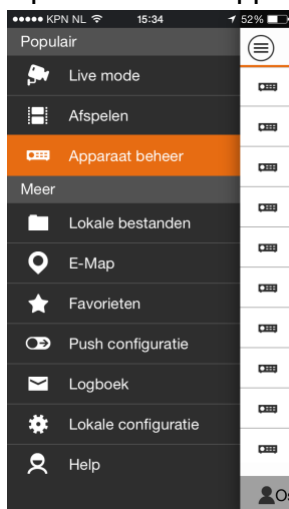 KPN NL 15:34 52%
Populair
Live mode
Afspelen
Apparaat beheer
Meer
Lokale bestanden
E-Map
Favorieten
Push configuratie
Logboek
Lokale configuratie
Help